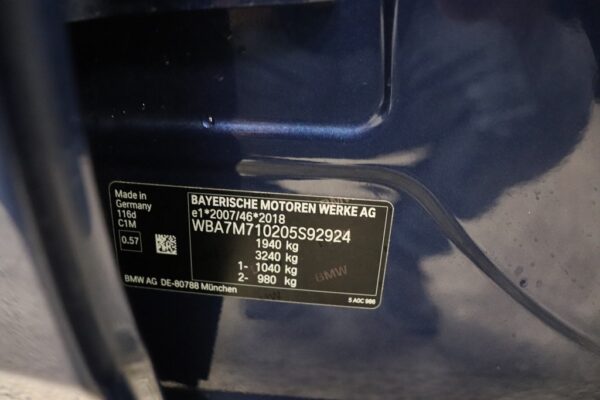 Made in
Germany
116d
C1M
0.57
BMW AG DE-80788 München
BAYERISCHE MOTOREN WERKE AG
e1*2007/46*2018
WBA7M710205S92924
1940 kg
3240 kg
1- 1040 kg
2- 980 kg
BMW
5 A0C 986